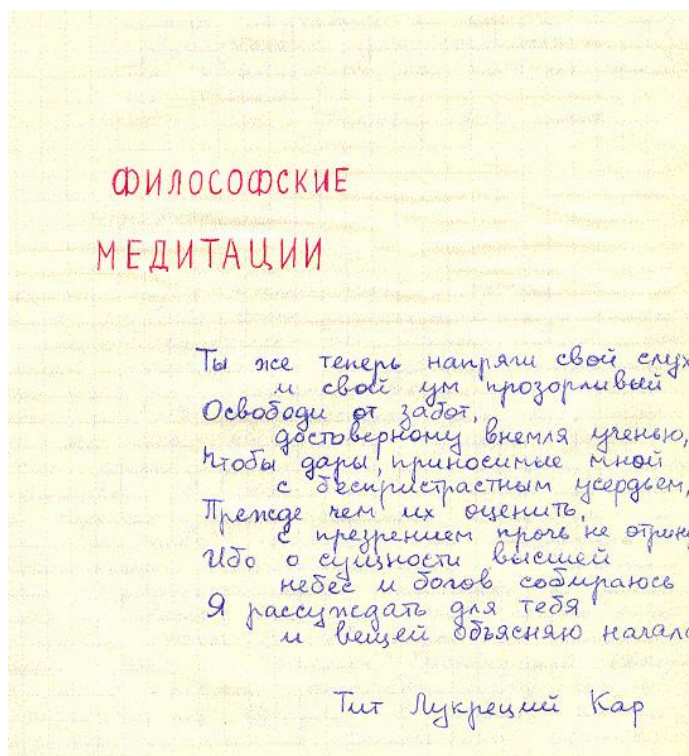 ФИЛОСОФСКИЕ
МЕДИТАЦИИ
Ты же теперь напряги свой слух
и свой ум прозорливый
Освободи от забот,
достоверному внемля ученью,
Чтобы дары, приносимые мной
с беспристрастным усердьем,
Прежде чем их оценить,
с презрением прочь не отрин
Ибо о сущности высшей
небес и богов собираюсь
Я рассуждать для тебя
и вещей объясняю начала
Тит Лукреций Кар